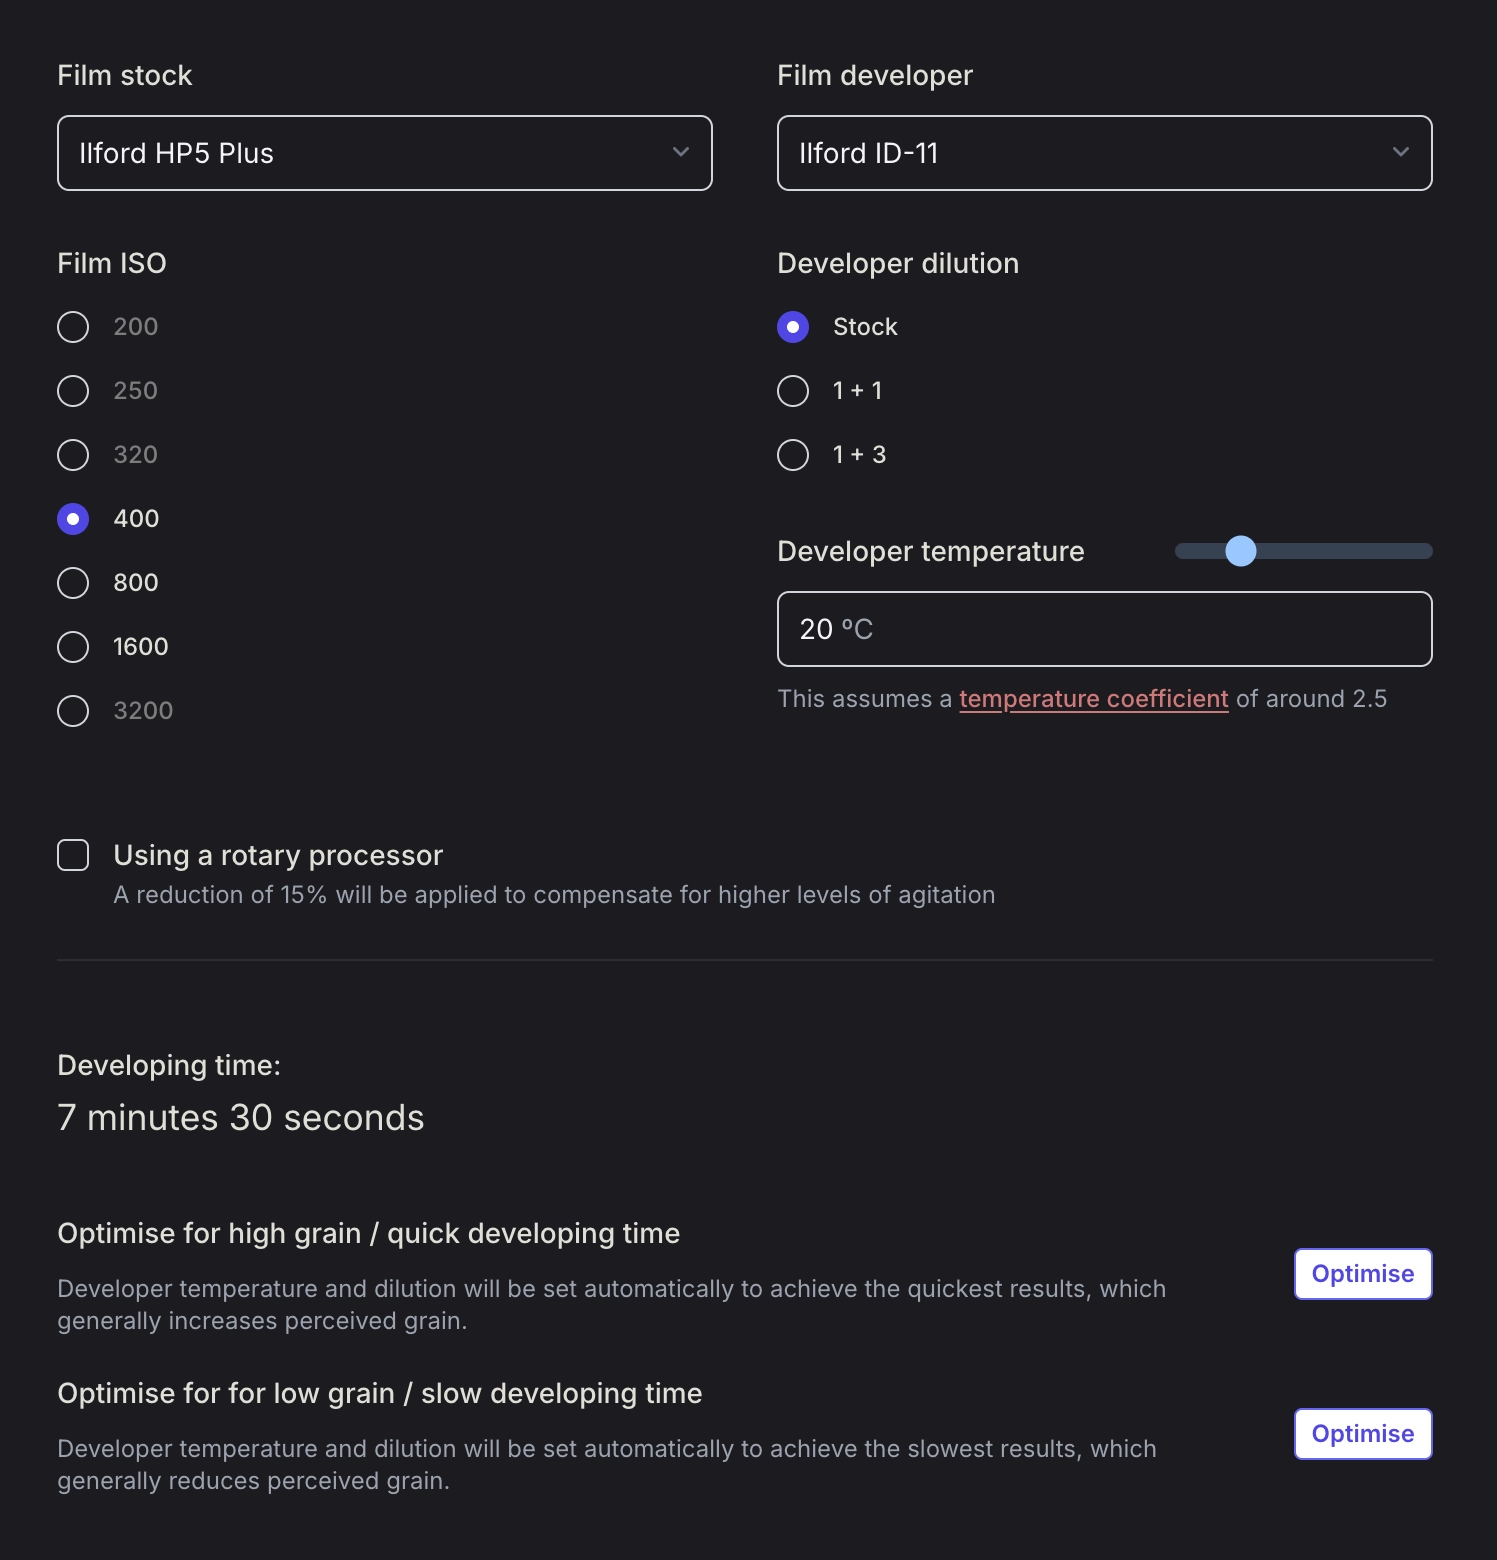 Film stock
Ilford HP5 Plus
Film ISO
200
250
320
400
800
1600
3200
Film developer
Ilford ID-11
Developer dilution
Stock
1 + 1
1 + 3
Developer temperature
20 ºC
This assumes a temperature coefficient of around 2.5
Using a rotary processor
A reduction of 15% will be applied to compensate for higher levels of agitation
Developing time:
7 minutes 30 seconds
Optimise for high grain / quick developing time
Developer temperature and dilution will be set automatically to achieve the quickest results, which
generally increases perceived grain.
Optimise
Optimise for for low grain / slow developing time
Developer temperature and dilution will be set automatically to achieve the slowest results, which
generally reduces perceived grain.
Optimise